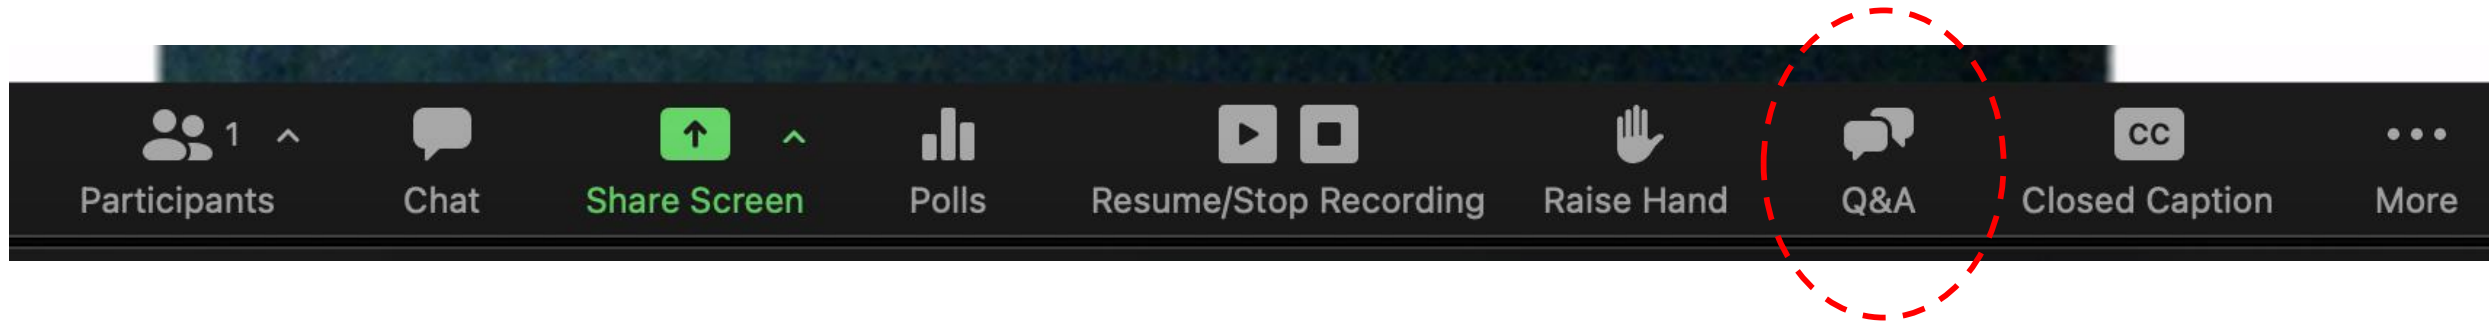 1
CC
Participants Chat Share Screen Polls Resume/Stop Recording Raise Hand Q&A Closed Caption More